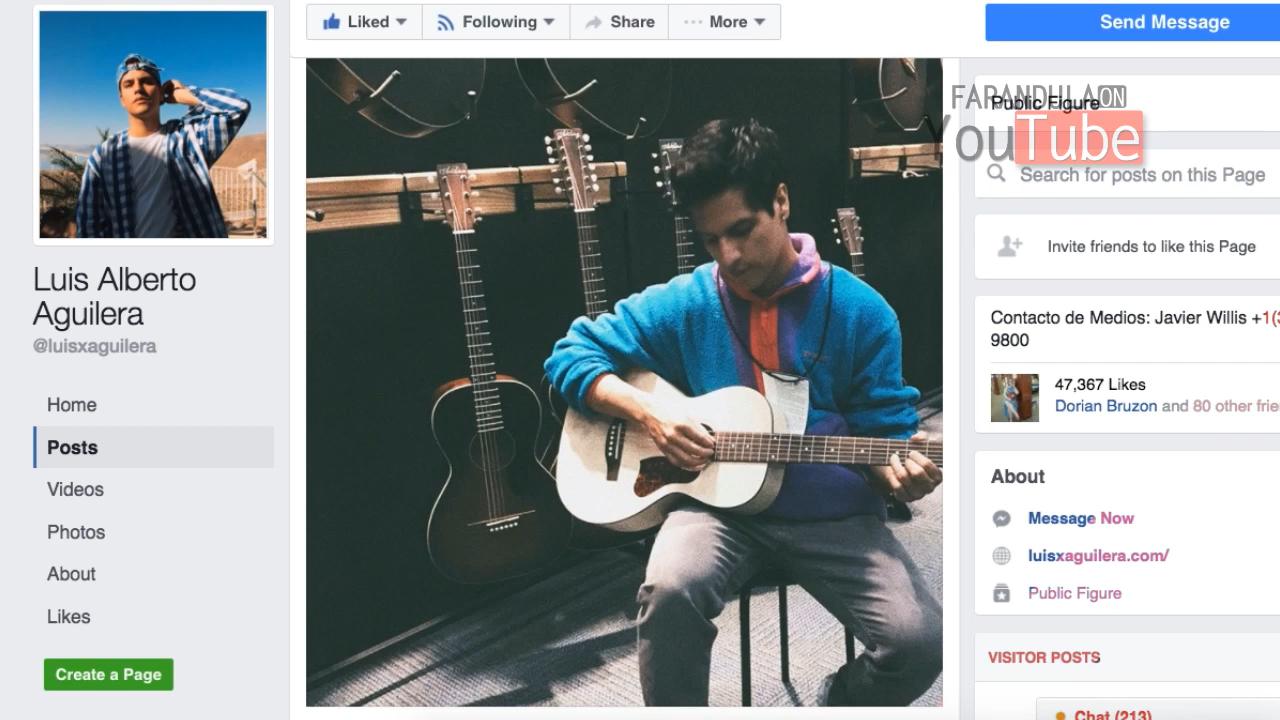 Liked
Following
Share
More
Send Message
Luis Alberto
Aguilera
@luisxaguilera
Home
Posts
Videos
Photos
About
Likes
Create a Page
FARANDULA ON
YouTube
Public Figure
Search for posts on this Page
Invite friends to like this Page
Contacto de Medios: Javier Willis +1(3
9800
47,367 Likes
Dorian Bruzon and 80 other frie
About
Message Now
luisxaguilera.com/
Public Figure
VISITOR POSTS
Chat (213)